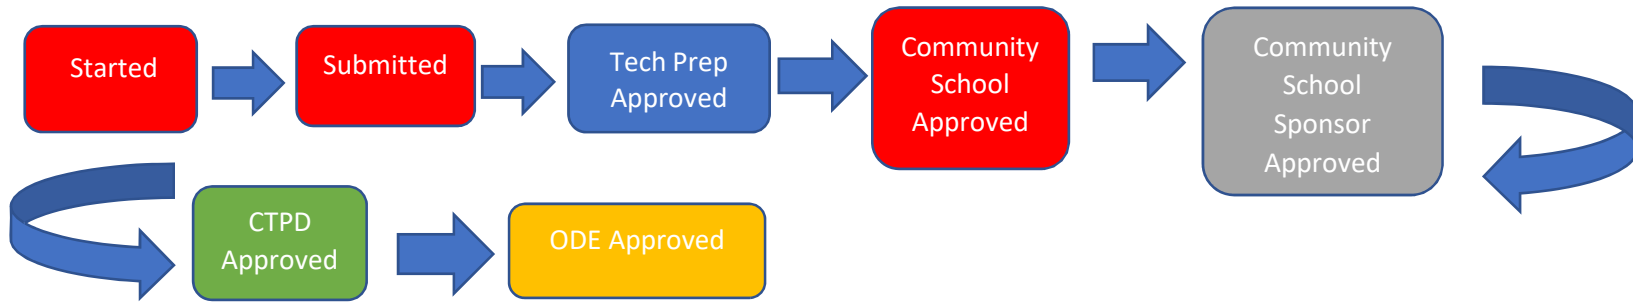 Started
Submitted
Tech Prep
Approved
Community
School
Approved
Community
School
Sponsor
Approved
CTPD
Approved
ODE Approved